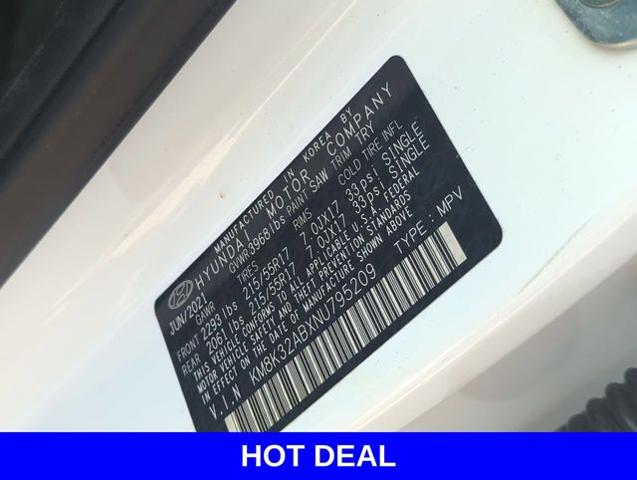 MANUFACTURED IN KOREA BY
HYUNDAI MOTOR COMPANY
JUN/2021 GVWR 3968 lbs PAINT SAW TRIM TRY
GAWR TIRES RIMS COLD TIRE INFL
FRONT 2293 lbs 215/55R17 7.0JX17 33psi SINGLE
REAR 2061 lbs 215/55R17 7.0JX17 33psi SINGLE
THIS VEHICLE CONFORMS TO ALL APPLICABLE U.S.A. FEDERAL
MOTOR VEHICLE SAFETY AND THEFT PREVENTION STANDARDS
IN EFFECT ON THE DATE OF MANUFACTURE SHOWN ABOVE.
V.I.N KM8K32ABXNU795209 TYPE : MPV
HOT DEAL